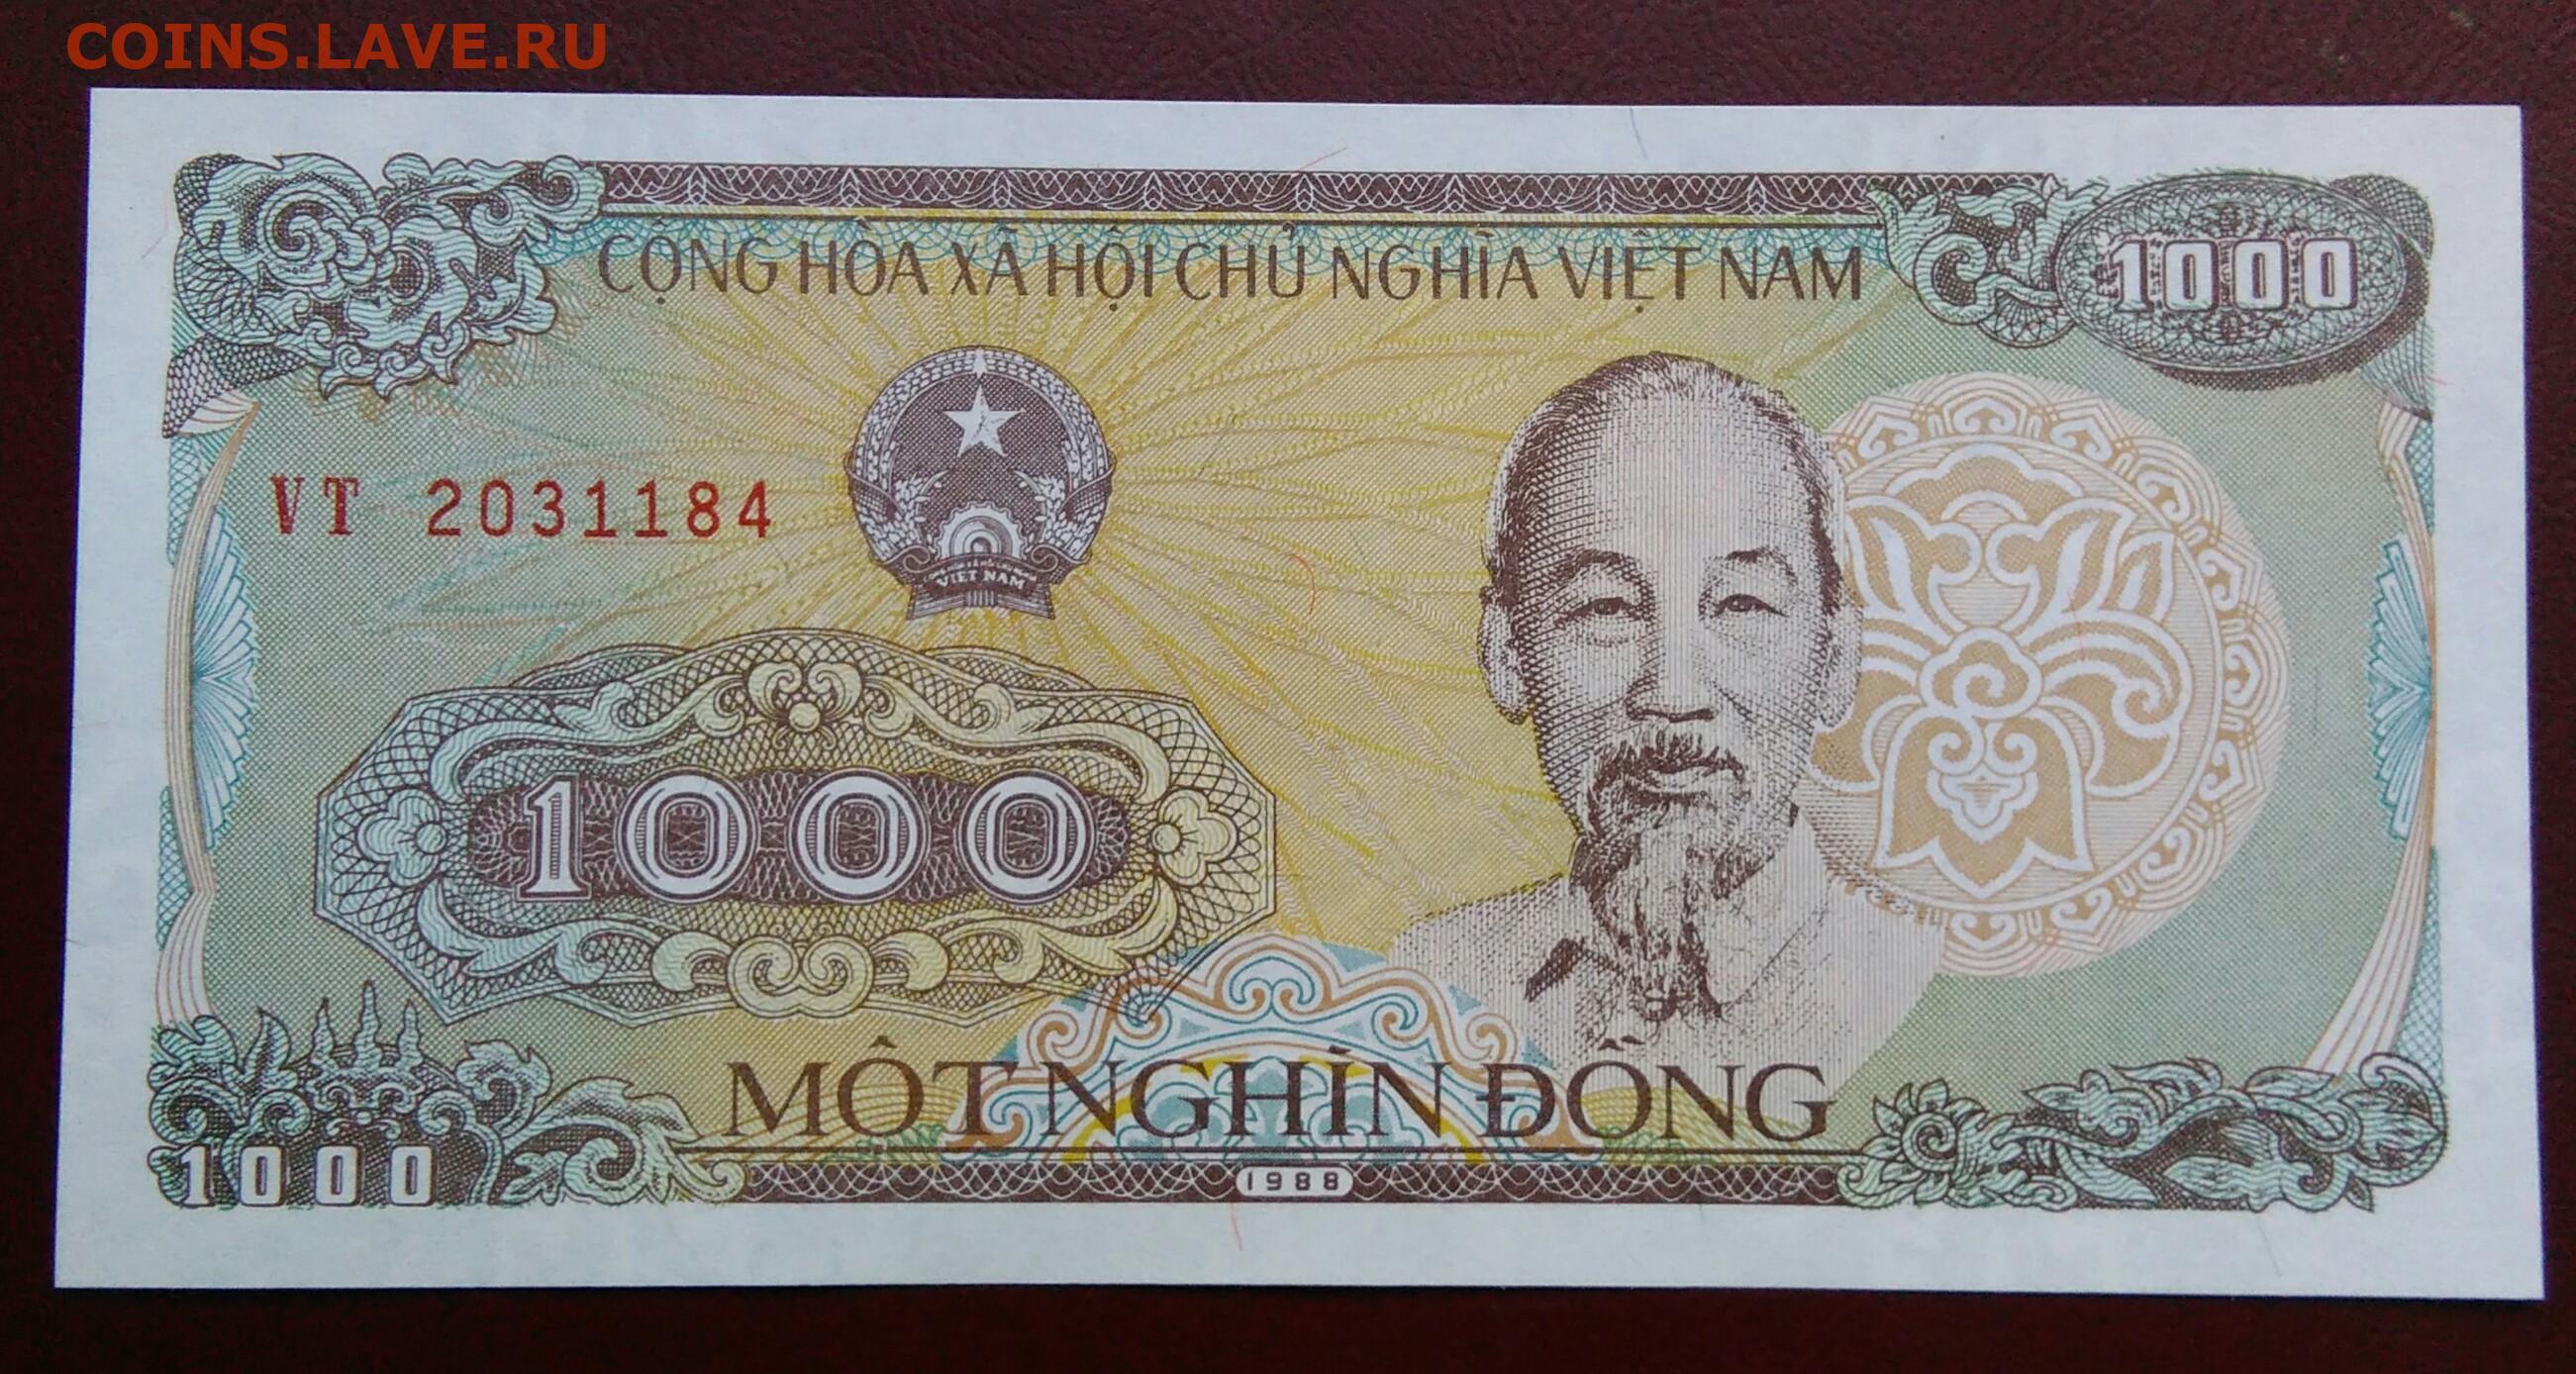 COINS.LAVE.RU
CỘNG HÒA XÃ HỘI CHỦ NGHĨA VIỆT NAM
1000
VT 2031184
VIỆT NAM
1000
MỘT NGHÌN ĐỒNG
1000
1988